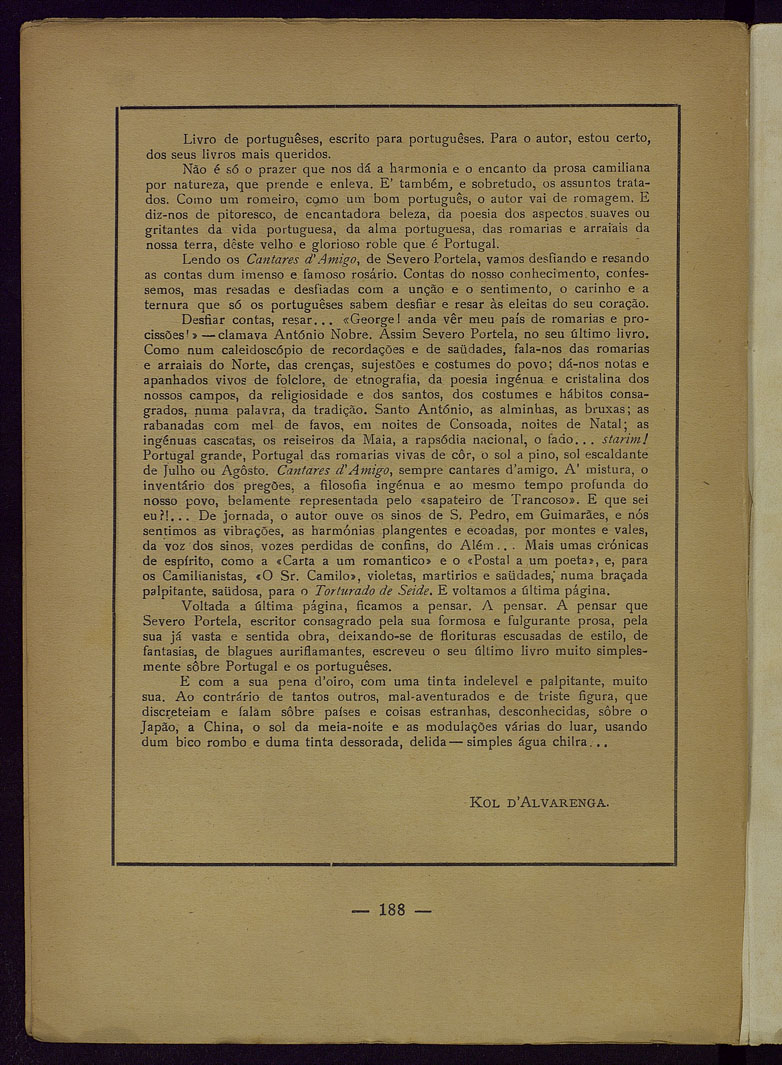 Livro de portuguêses, escrito para portuguêses. Para o autor, estou certo,
dos seus livros mais queridos.
Não é só o prazer que nos dá a harmonia e o encanto da prosa camiliana
por natureza, que prende e enleva. E' também, e sobretudo, os assuntos trata-
dos. Como um romeiro, como um bom português, o autor vai de romagem. E
diz-nos de pitoresco, de encantadora beleza, da poesia dos aspectos suaves ou
gritantes da vida portuguesa, da alma portuguesa, das romarias e arraiais da
nossa terra, dêste velho e glorioso roble que é Portugal.
Lendo os Cantares d'Amigo, de Severo Portela, vamos desfiando e resando
as contas dum imenso e famoso rosário. Contas do nosso conhecimento, confes-
semos, mas resadas e desfiadas com a unção e o sentimento, o carinho e a
ternura que só os portuguêses sabem desfiar e resar às eleitas do seu coração.
Desfiar contas, resar... «George! anda vêr meu país de romarias e pro-
cissões!» — clamava António Nobre. Assim Severo Portela, no seu último livro.
Como num caleidoscópio de recordações e de saüdades, fala-nos das romarias
e arraiais do Norte, das crenças, sujestões e costumes do povo; dá-nos notas e
apanhados vivos de folclore, de etnografia, da poesia ingénua e cristalina dos
nossos campos, da religiosidade e dos santos, dos costumes e hábitos consa-
grados, numa palavra, da tradição. Santo António, as alminhas, as bruxas; as
rabanadas com mel de favos, em noites de Consoada, noites de Natal; as
ingénuas cascatas, os reiseiros da Maia, a rapsódia nacional, o fado... starim!
Portugal grande, Portugal das romarias vivas de côr, o sol a pino, sol escaldante
de Julho ou Agôsto. Cantares d'Amigo, sempre cantares d'amigo. A' mistura, o
inventário dos pregões, a filosofia ingénua e ao mesmo tempo profunda do
nosso povo, belamente representada pelo «sapateiro de Trancoso». E que sei
eu?!... De jornada, o autor ouve os sinos de S. Pedro, em Guimarães, e nós
sentimos as vibrações, as harmónias plangentes e ecoadas, por montes e vales,
da voz dos sinos, vozes perdidas de confins, do Além... Mais umas crónicas
de espírito, como a «Carta a um romantico» e o «Postal a um poeta», e, para
os Camilianistas, «O Sr. Camilo», violetas, martirios e saüdades, numa braçada
palpitante, saüdosa, para o Torturado de Seide. E voltamos a última página.
Voltada a última página, ficamos a pensar. A pensar. A pensar que
Severo Portela, escritor consagrado pela sua formosa e fulgurante prosa, pela
sua já vasta e sentida obra, deixando-se de florituras escusadas de estilo, de
fantasias, de blagues auriflamantes, escreveu o seu último livro muito simples-
mente sôbre Portugal e os portuguêses.
E com a sua pena d'oiro, com uma tinta indelevel e palpitante, muito
sua. Ao contrário de tantos outros, mal-aventurados e de triste figura, que
discreteiam e falam sôbre países e coisas estranhas, desconhecidas, sôbre o
Japão, a China, o sol da meia-noite e as modulações várias do luar, usando
dum bico rombo e duma tinta dessorada, delida — simples água chilra...
KOL D'ALVARENGA.
— 188 —